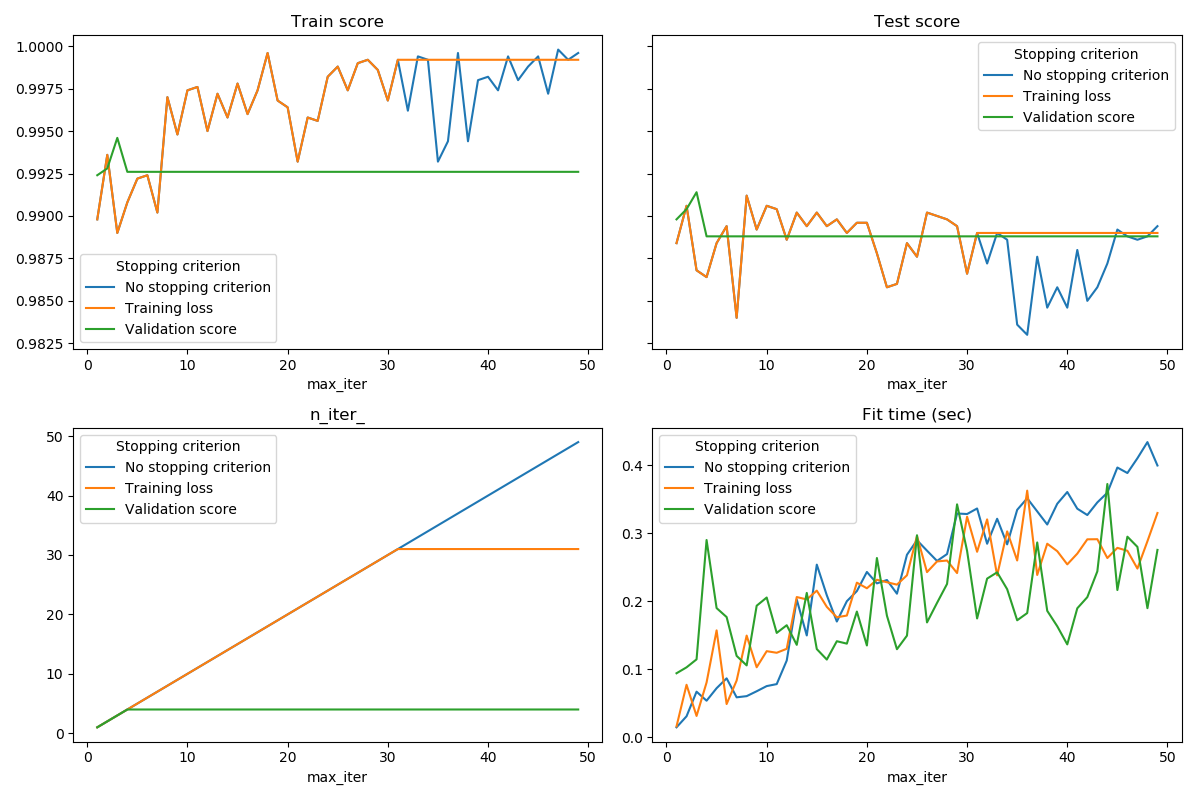 Train score
1.0000
0.9975
0.9950
0.9925
0.9900
0.9875
0.9850
0.9825
Stopping criterion
No stopping criterion
Training loss
Validation score
0 10 20 30 40 50
max_iter
Test score
Stopping criterion
No stopping criterion
Training loss
Validation score
0 10 20 30 40 50
max_iter
n_iter_
50
40
30
20
10
0
Stopping criterion
No stopping criterion
Training loss
Validation score
0 10 20 30 40 50
max_iter
Fit time (sec)
0.4
0.3
0.2
0.1
0.0
Stopping criterion
No stopping criterion
Training loss
Validation score
0 10 20 30 40 50
max_iter